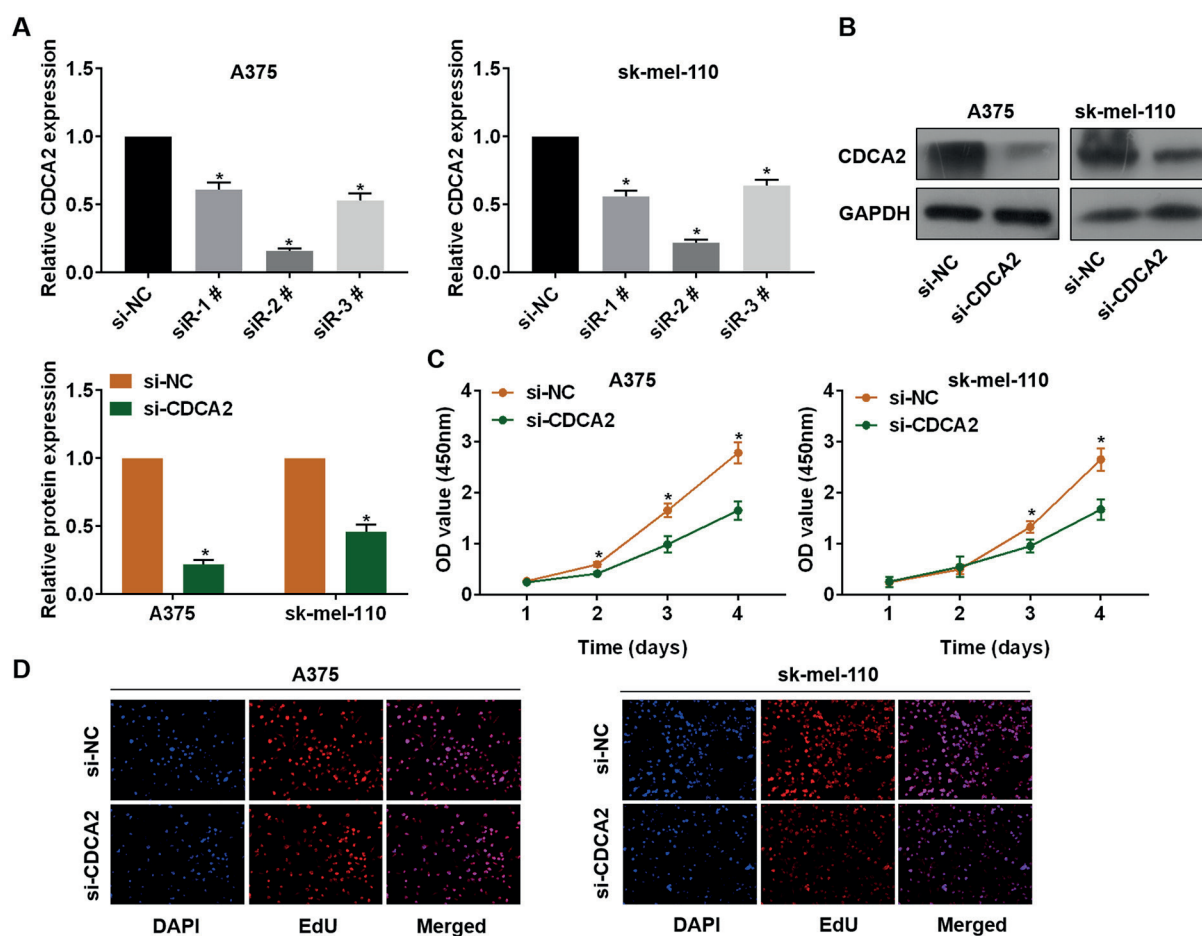 A
A375
Relative CDCA2 expression
1.5
1.0
0.5
0.0
*
*
*
si-NC
siR-1 #
siR-2 #
siR-3 #
sk-mel-110
Relative CDCA2 expression
1.5
1.0
0.5
0.0
*
*
*
si-NC
siR-1 #
siR-2 #
siR-3 #
B
A375
sk-mel-110
CDCA2
GAPDH
si-NC
si-CDCA2
si-NC
si-CDCA2
Relative protein expression
1.5
1.0
0.5
0.0
si-NC
si-CDCA2
*
*
A375
sk-mel-110
C
A375
OD value (450nm)
4
3
2
1
0
si-NC
si-CDCA2
*
*
*
1 2 3 4
Time (days)
sk-mel-110
OD value (450nm)
4
3
2
1
0
si-NC
si-CDCA2
*
*
1 2 3 4
Time (days)
D
A375
si-NC
si-CDCA2
DAPI EdU Merged
sk-mel-110
si-NC
si-CDCA2
DAPI EdU Merged